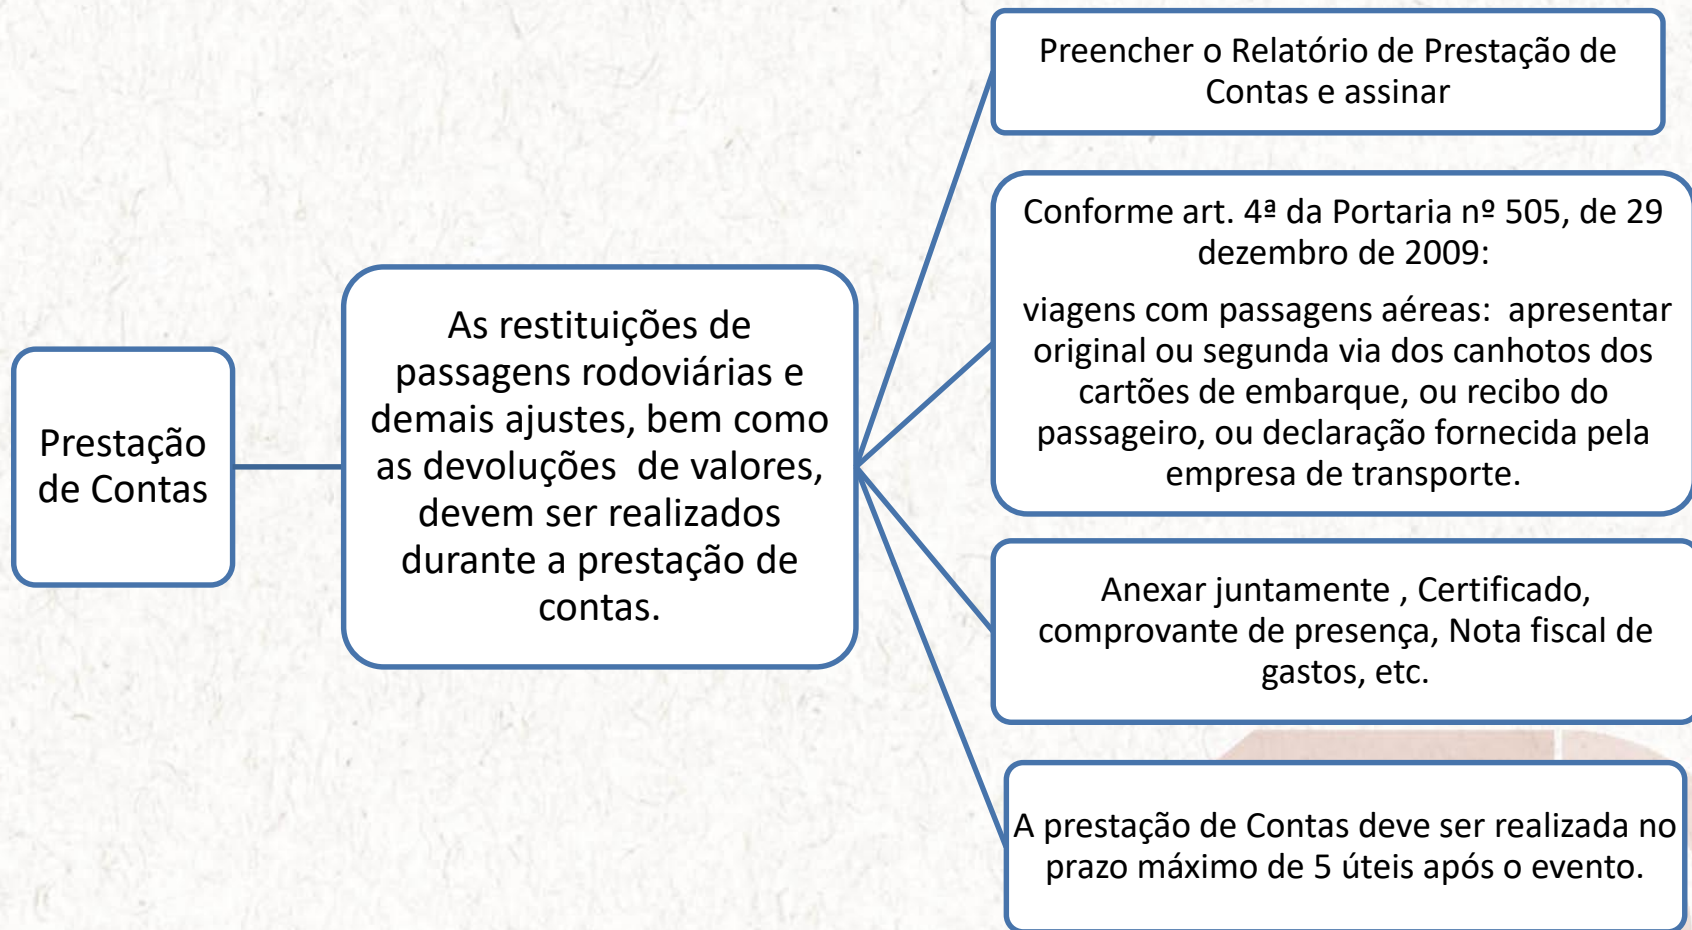 Prestação
de Contas
As restituições de
passagens rodoviárias e
demais ajustes, bem como
as devoluções  de valores,
devem ser realizados
durante a prestação de
contas.
Preencher o Relatório de Prestação de
Contas e assinar
Conforme art. 4ª da Portaria nº 505, de 29
dezembro de 2009:
viagens com passagens aéreas:  apresentar
original ou segunda via dos canhotos dos
cartões de embarque, ou recibo do
passageiro, ou declaração fornecida pela
empresa de transporte.
Anexar juntamente , Certificado,
comprovante de presença, Nota fiscal de
gastos, etc.
A prestação de Contas deve ser realizada no
prazo máximo de 5 úteis após o evento.